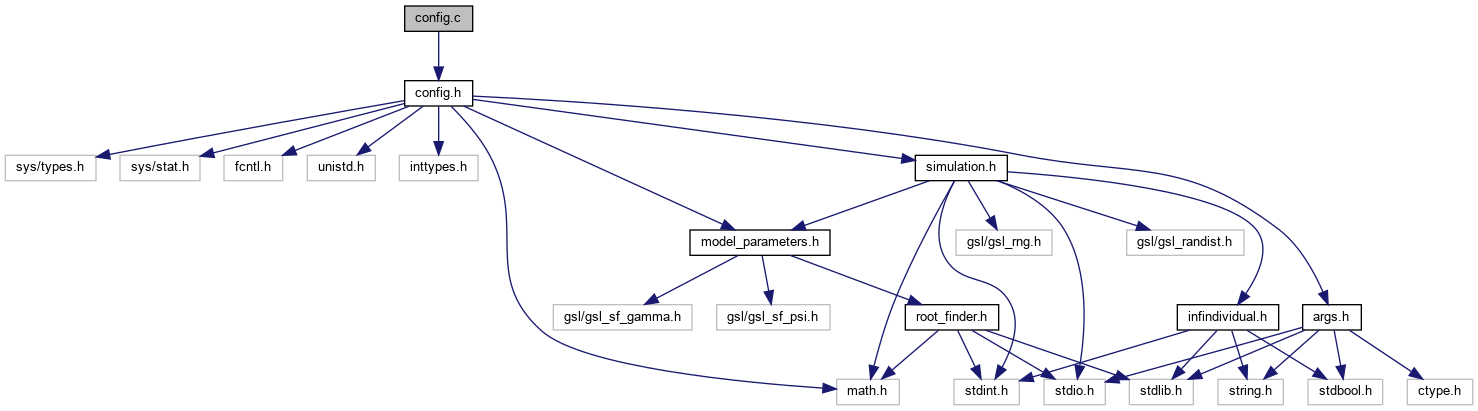 config.c
config.h
sys/types.h
sys/stat.h
fcntl.h
unistd.h
inttypes.h
simulation.h
model_parameters.h
gsl/gsl_rng.h
gsl/gsl_randist.h
gsl/gsl_sf_gamma.h
gsl/gsl_sf_psi.h
root_finder.h
infindividual.h
args.h
math.h
stdint.h
stdio.h
stdlib.h
string.h
stdbool.h
ctype.h